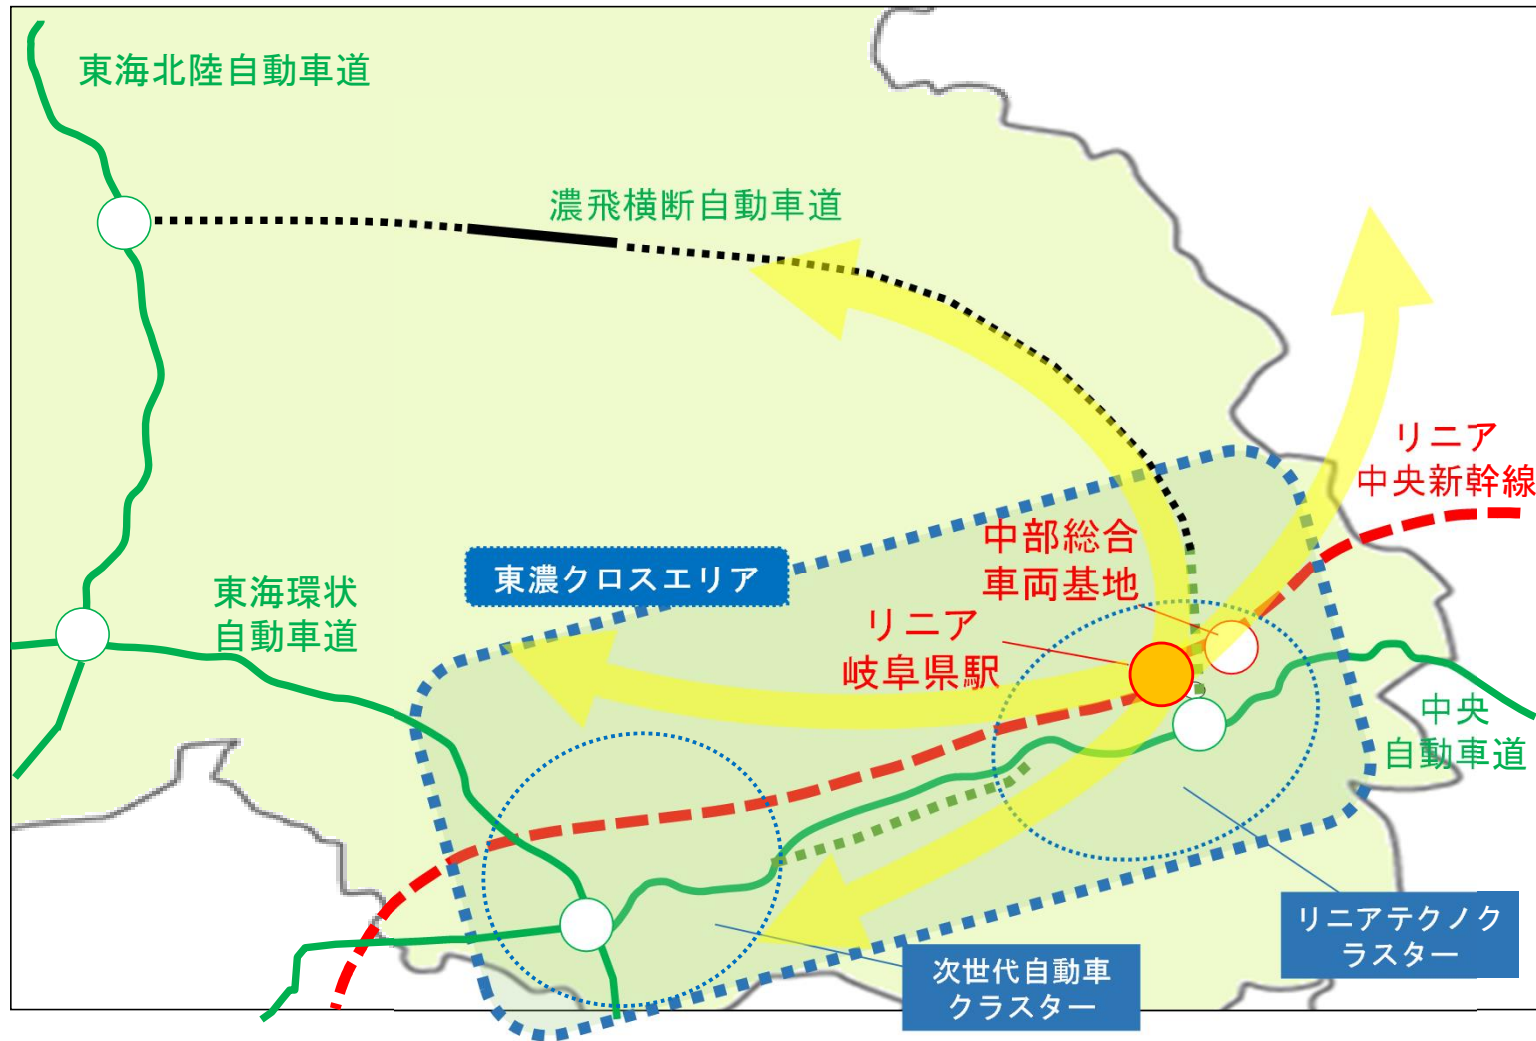 東海北陸自動車道
濃飛横断自動車道
リニア
中央新幹線
中部総合
車両基地
東濃クロスエリア
東海環状
自動車道
リニア
岐阜県駅
中央
自動車道
リニアテクノク
ラスター
次世代自動車
クラスター